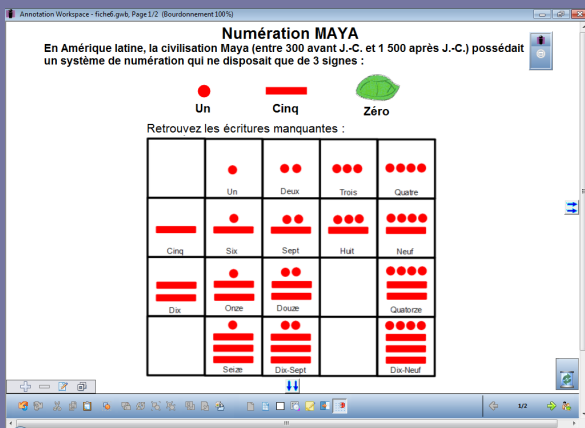 Annotation Workspace - fiche6.gwb, Page 1/2 (Bourdonnement 100%)
Numération MAYA
En Amérique latine, la civilisation Maya (entre 300 avant J.-C. et 1 500 après J.-C.) possédait
un système de numération qui ne disposait que de 3 signes :
Un Cinq Zéro
Retrouvez les écritures manquantes :
Un Deux Trois Quatre
Cinq Six Sept Huit Neuf
Dix Onze Douze Quatorze
Seize Dix-Sept Dix-Neuf
1/2